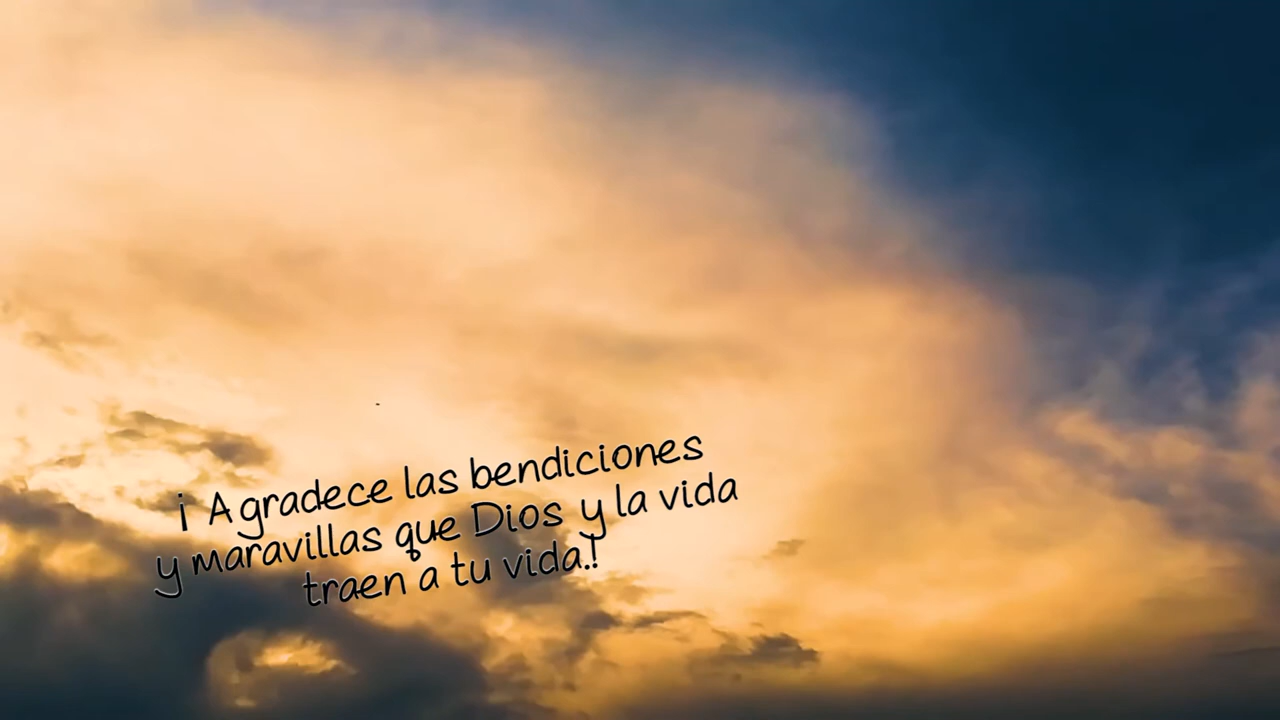 ¡ Agradece las bendiciones
y maravillas que Dios y la vida
traen a tu vida.!